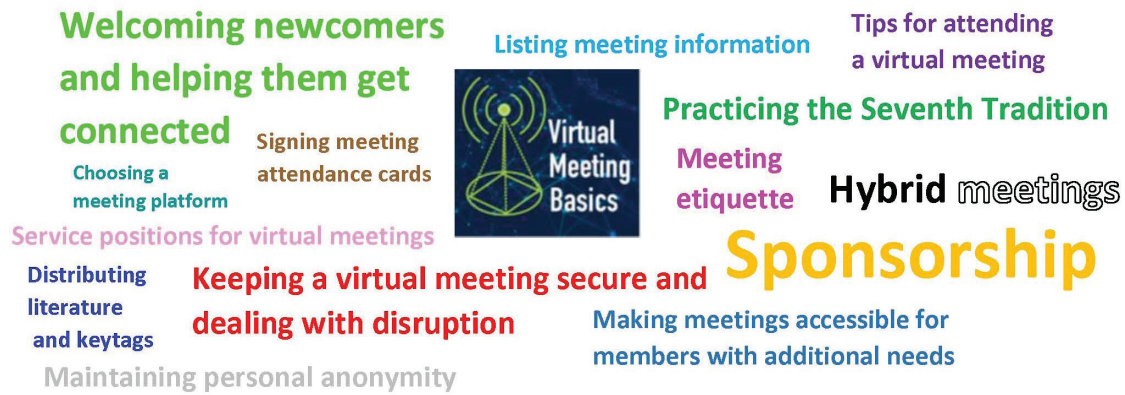 Welcoming newcomers
and helping them get
connected
Listing meeting information
Tips for attending
a virtual meeting
Virtual
Meeting
Basics
Practicing the Seventh Tradition
Signing meeting
attendance cards
Choosing a
meeting platform
Meeting
etiquette
Hybrid meetings
Service positions for virtual meetings
Sponsorship
Distributing
literature
and keytags
Keeping a virtual meeting secure and
dealing with disruption
Making meetings accessible for
members with additional needs
Maintaining personal anonymity